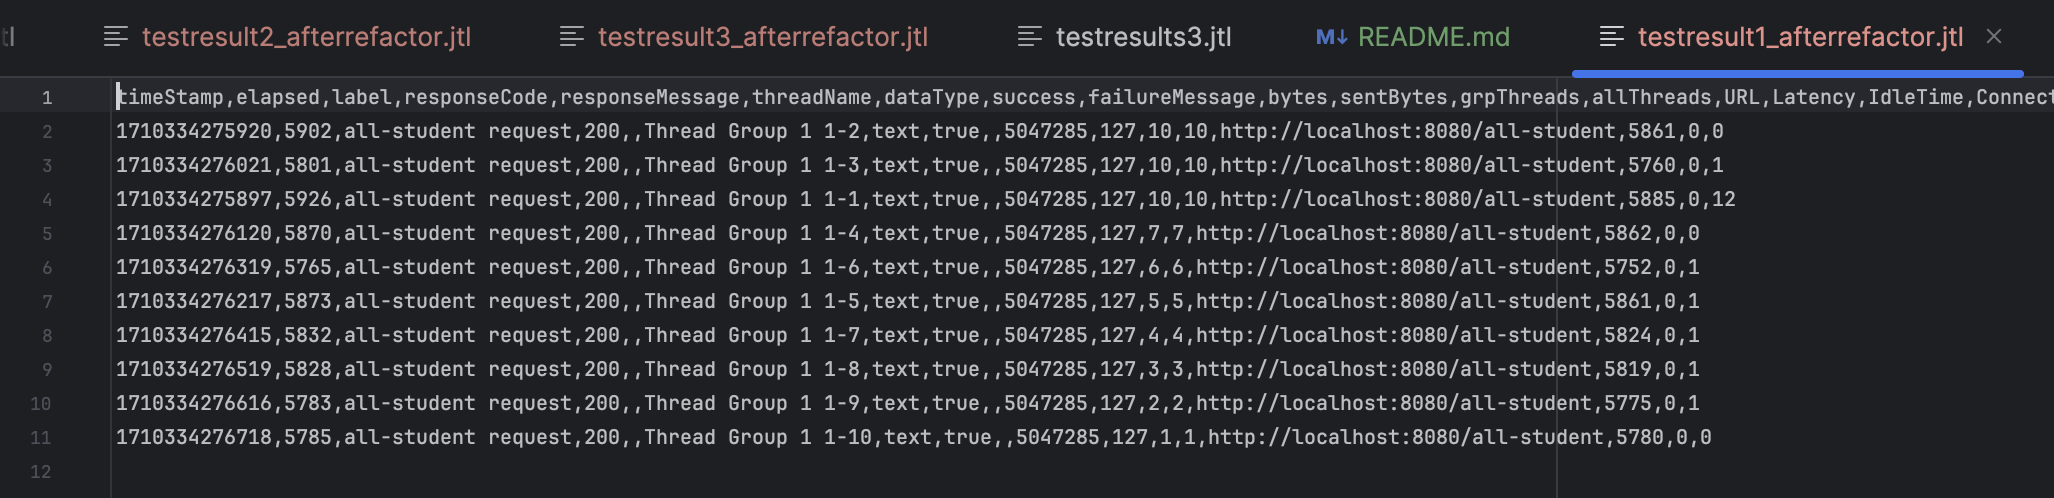 testresult2_afterrefactor.jtl testresult3_afterrefactor.jtl testresults3.jtl M↓ README.md testresult1_afterrefactor.jtl
1 timeStamp,elapsed,label,responseCode,responseMessage,threadName,dataType,success,failureMessage,bytes,sentBytes,grpThreads,allThreads,URL,Latency,IdleTime,Connect
2 1710334275920,5902,all-student request,200,,Thread Group 1 1-2,text,true,,5047285,127,10,10,http://localhost:8080/all-student,5861,0,0
3 1710334276021,5801,all-student request,200,,Thread Group 1 1-3,text,true,,5047285,127,10,10,http://localhost:8080/all-student,5760,0,1
4 1710334275897,5926,all-student request,200,,Thread Group 1 1-1,text,true,,5047285,127,10,10,http://localhost:8080/all-student,5885,0,12
5 1710334276120,5870,all-student request,200,,Thread Group 1 1-4,text,true,,5047285,127,7,7,http://localhost:8080/all-student,5862,0,0
6 1710334276319,5765,all-student request,200,,Thread Group 1 1-6,text,true,,5047285,127,6,6,http://localhost:8080/all-student,5752,0,1
7 1710334276217,5873,all-student request,200,,Thread Group 1 1-5,text,true,,5047285,127,5,5,http://localhost:8080/all-student,5861,0,1
8 1710334276415,5832,all-student request,200,,Thread Group 1 1-7,text,true,,5047285,127,4,4,http://localhost:8080/all-student,5824,0,1
9 1710334276519,5828,all-student request,200,,Thread Group 1 1-8,text,true,,5047285,127,3,3,http://localhost:8080/all-student,5819,0,1
10 1710334276616,5783,all-student request,200,,Thread Group 1 1-9,text,true,,5047285,127,2,2,http://localhost:8080/all-student,5775,0,1
11 1710334276718,5785,all-student request,200,,Thread Group 1 1-10,text,true,,5047285,127,1,1,http://localhost:8080/all-student,5780,0,0
12